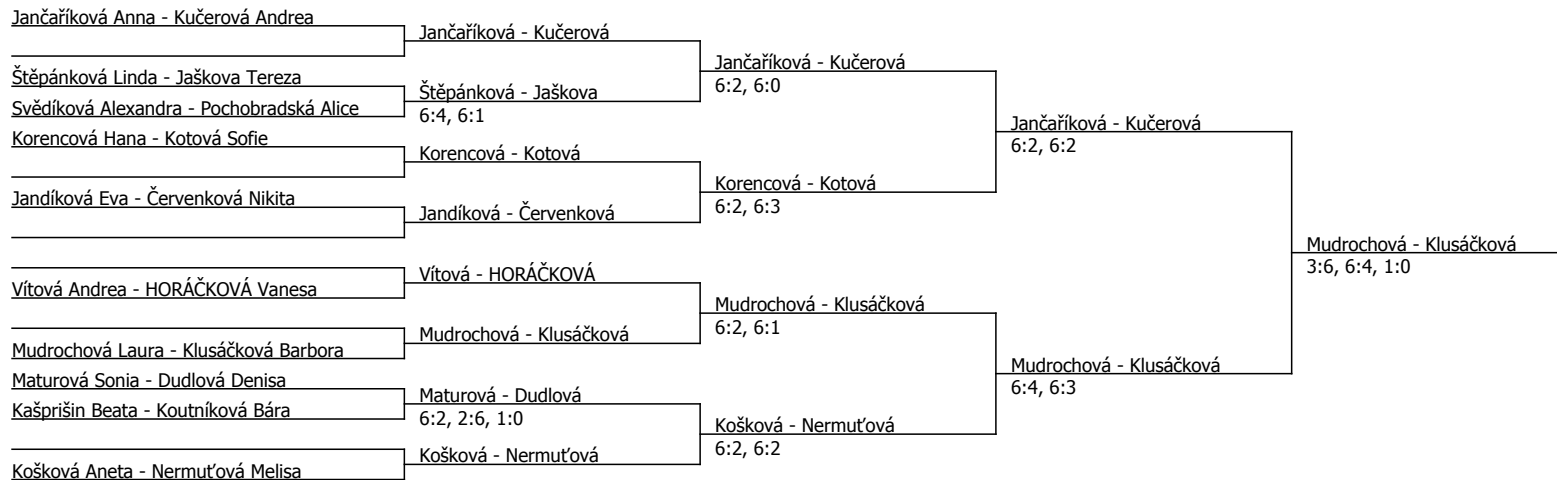 Jančaříková Anna - Kučerová Andrea
Štěpánková Linda - Jaškova Tereza
Svědíková Alexandra - Pochobradská Alice
Korencová Hana - Kotová Sofie
Jandíková Eva - Červenková Nikita
Vítová Andrea - HORÁČKOVÁ Vanesa
Mudrochová Laura - Klusáčková Barbora
Maturová Sonia - Dudlová Denisa
Kašprišin Beata - Koutníková Bára
Košková Aneta - Nermuťová Melisa
Jančaříková - Kučerová
Štěpánková - Jaškova
6:4, 6:1
Korencová - Kotová
Jandíková - Červenková
Vítová - HORÁČKOVÁ
Mudrochová - Klusáčková
Maturová - Dudlová
6:2, 2:6, 1:0
Košková - Nermuťová
Jančaříková - Kučerová
6:2, 6:0
Korencová - Kotová
6:2, 6:3
Mudrochová - Klusáčková
6:2, 6:1
Košková - Nermuťová
6:2, 6:2
Jančaříková - Kučerová
6:2, 6:2
Mudrochová - Klusáčková
6:4, 6:3
Mudrochová - Klusáčková
3:6, 6:4, 1:0